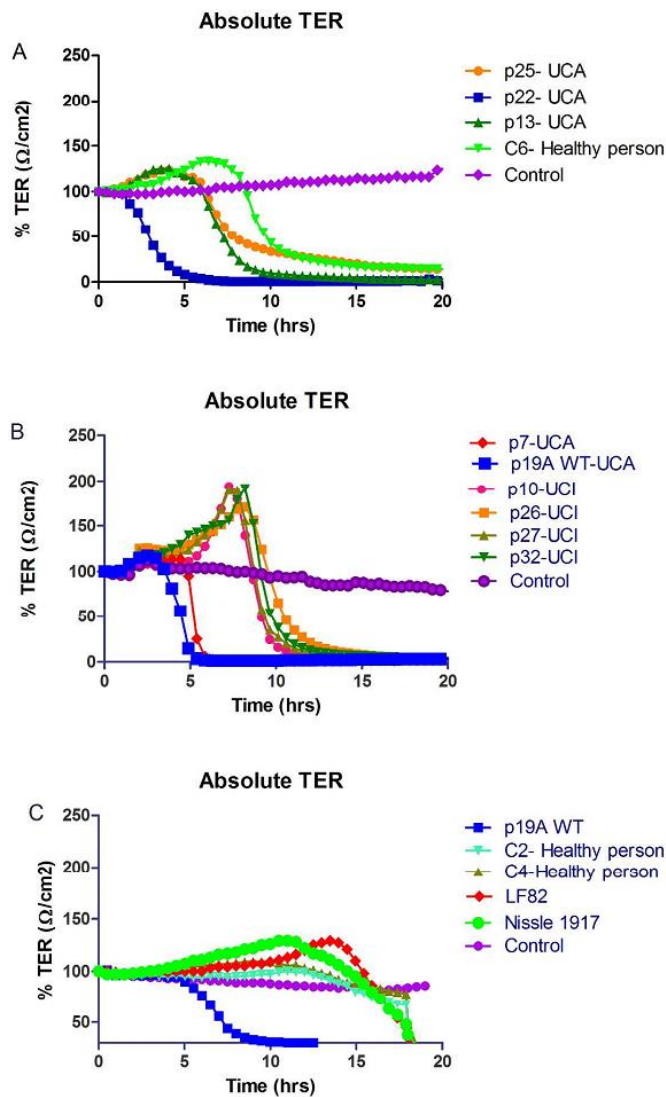 Absolute TER
A
250
200
150
100
50
0
% TER (Ω/cm2)
0 5 10 15 20
Time (hrs)
p25- UCA
p22- UCA
p13- UCA
C6- Healthy person
Control
Absolute TER
B
250
200
150
100
50
0
% TER (Ω/cm2)
0 5 10 15 20
Time (hrs)
p7-UCA
p19A WT-UCA
p10-UCI
p26-UCI
p27-UCI
p32-UCI
Control
Absolute TER
C
250
200
150
100
50
% TER (Ω/cm2)
0 5 10 15 20
Time (hrs)
p19A WT
C2- Healthy person
C4-Healthy person
LF82
Nissle 1917
Control